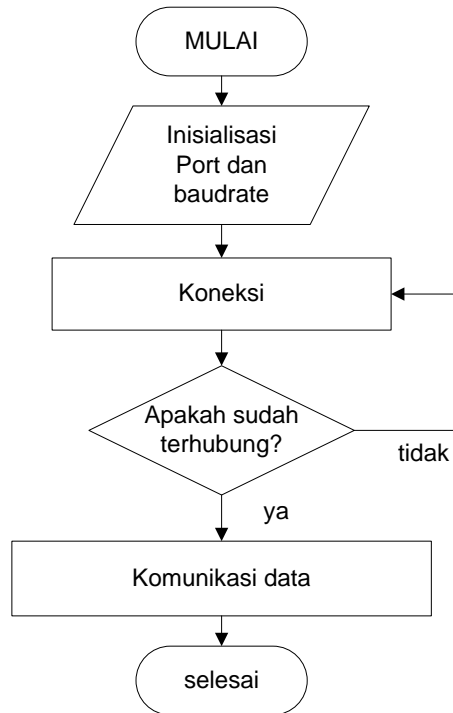 MULAI
Inisialisasi
Port dan
baudrate
Koneksi
Apakah sudah
terhubung?
tidak
ya
Komunikasi data
selesai